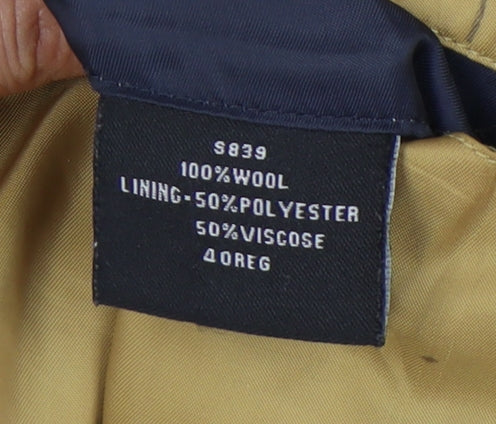 S839
100%WOOL
LINING-50%POLYESTER
50%VISCOSE
40REG